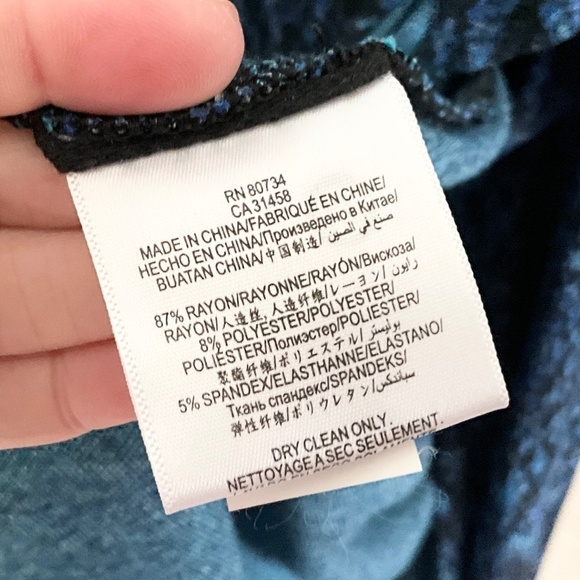 RN 80734
CA 31458
MADE IN CHINA/FABRIQUÉ EN CHINE/
HECHO EN CHINA/Произведено в Китае/
BUATAN CHINA/中国制造/صنع في الصين
87% RAYON/RAYONNE/RAYÓN/Вискоза/
RAYON/人造丝, 人造纤维/レーヨン/رايون
8% POLYESTER/POLYESTER/
POLIÉSTER/Полиэстер/POLIESTER/
聚酯纤维/ポリエステル/بوليستر
5% SPANDEX/ELASTHANNE/ELASTANO/
Ткань спандекс/SPANDEKS/
弹性纤维/ポリウレタン/سباندكس
DRY CLEAN ONLY.
NETTOYAGE A SEC SEULEMENT.